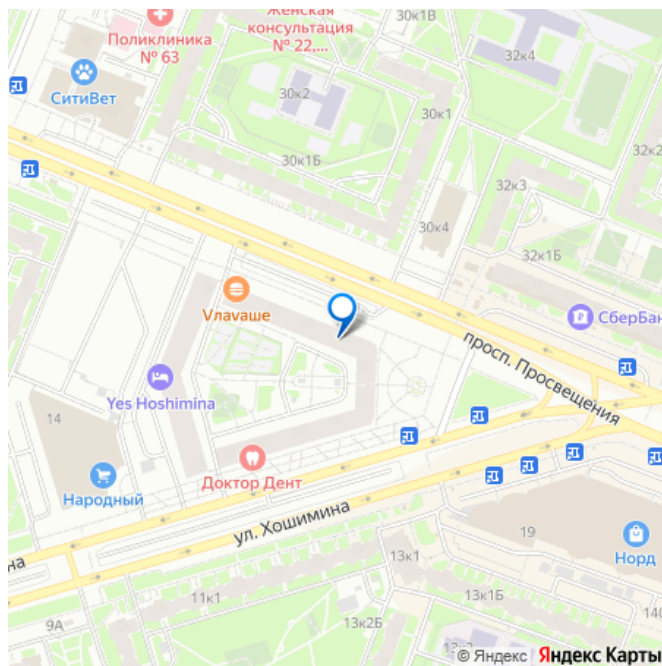 Женская
консультация
№ 22,...
30к1В
Поликлиника
№ 63
32к4
СитиВет
30к2
30к1
30к1Б
32к2
32к3
30к4
32к1Б
Vлаvаше
СберБан
просп. Просвещения
Yes Hoshimina
14
Доктор Дент
Народный
ул. Хошимина
19
Норд
на
13к1
11к1
13к1Б
9А
13к2Б
140
© Яндекс Яндекс Карты